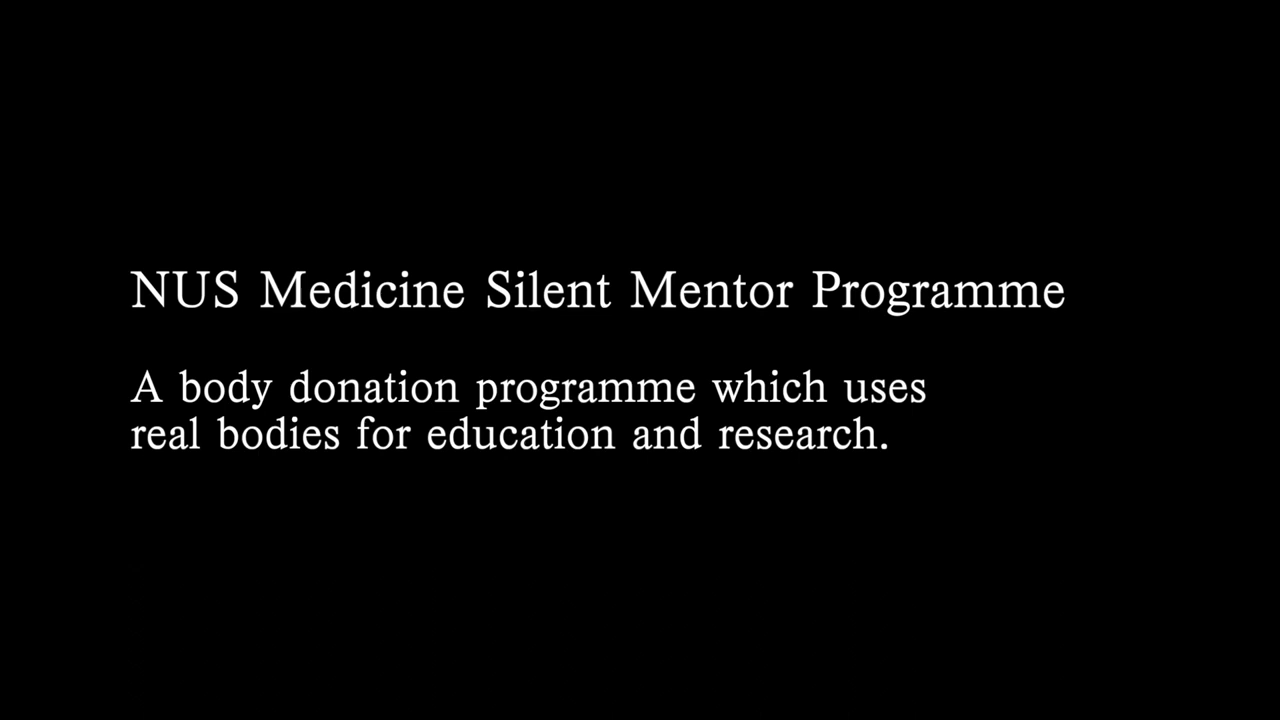 NUS Medicine Silent Mentor Programme
A body donation programme which uses
real bodies for education and research.